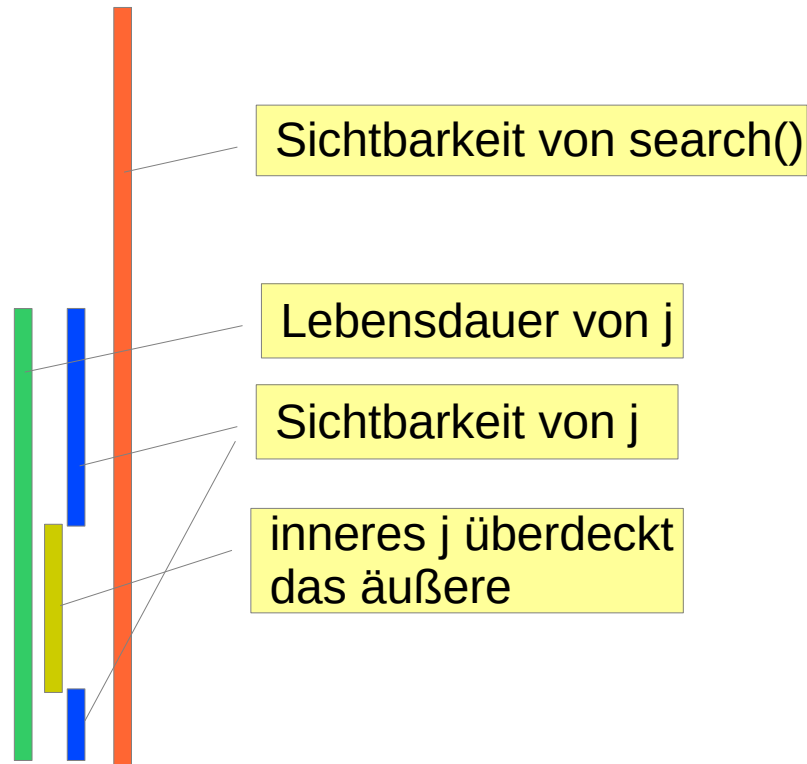 Sichtbarkeit von search()
Lebensdauer von j
Sichtbarkeit von j
inneres j überdeckt
das äußere